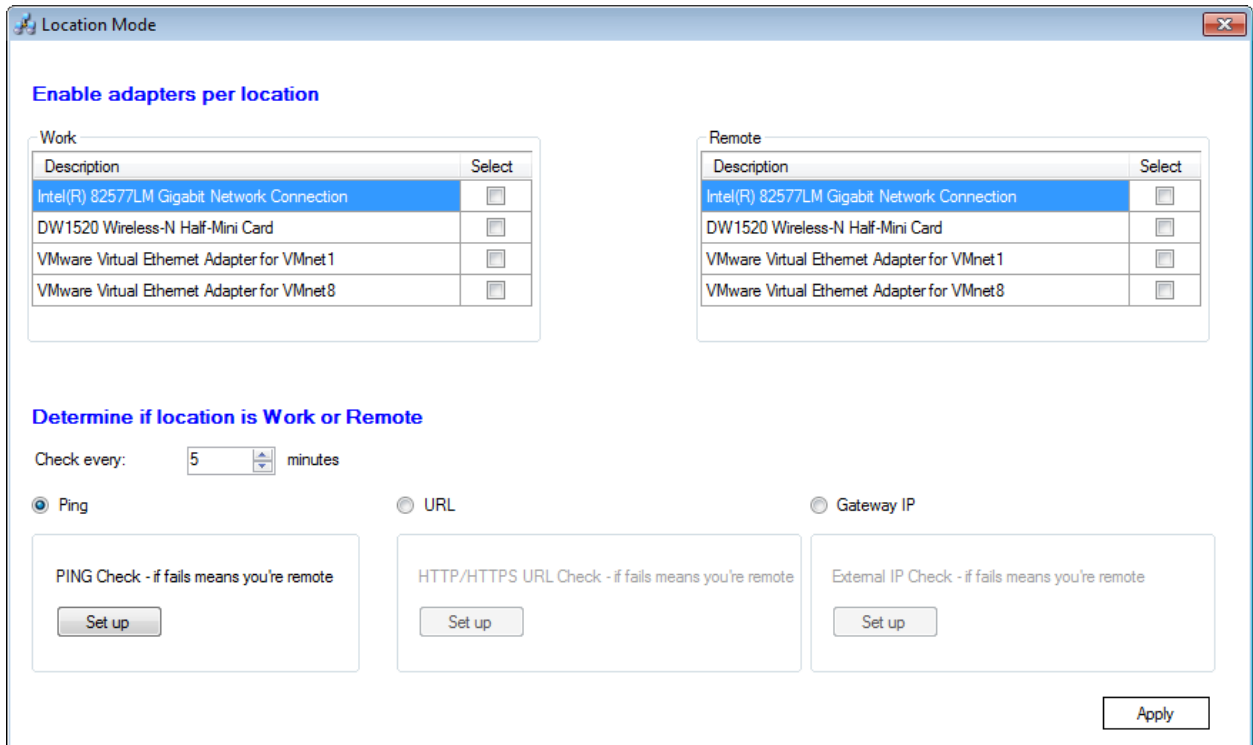 Location Mode
Enable adapters per location
Work
Description Select
Intel(R) 82577LM Gigabit Network Connection
DW1520 Wireless-N Half-Mini Card
VMware Virtual Ethernet Adapter for VMnet1
VMware Virtual Ethernet Adapter for VMnet8
Remote
Description Select
Intel(R) 82577LM Gigabit Network Connection
DW1520 Wireless-N Half-Mini Card
VMware Virtual Ethernet Adapter for VMnet1
VMware Virtual Ethernet Adapter for VMnet8
Determine if location is Work or Remote
Check every: 5 minutes
Ping
PING Check - if fails means you're remote
Set up
URL
HTTP/HTTPS URL Check - if fails means you're remote
Set up
Gateway IP
External IP Check - if fails means you're remote
Set up
Apply